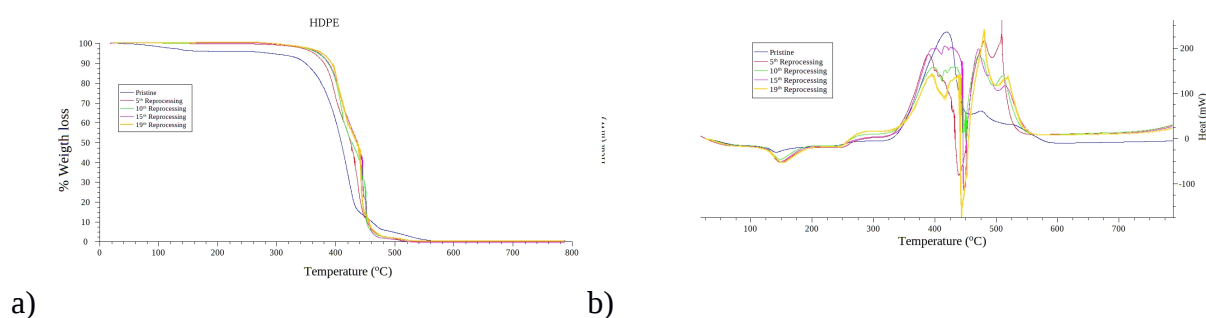 HDPE
% Weigth loss
100
90
80
70
60
50
40
30
20
10
0
Pristine
5th Reprocessing
10th Reprocessing
15th Reprocessing
19th Reprocessing
0
100
200
300
400
500
600
700
800
Temperature (°C)
a)
Pristine
5th Reprocessing
10th Reprocessing
15th Reprocessing
19th Reprocessing
200
100
0
-100
Heat (mW)
100
200
300
400
500
600
700
Temperature (°C)
b)